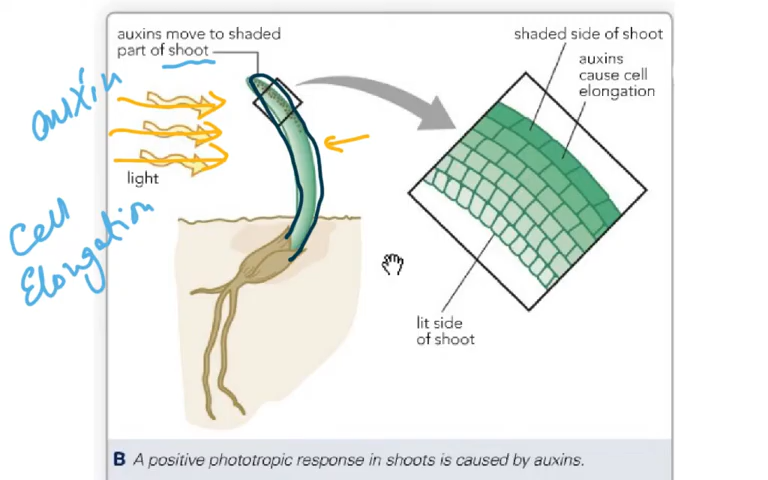 auxins move to shaded
part of shoot
auxin
light
Cell
Elongation
shaded side of shoot
auxins
cause cell
elongation
lit side
of shoot
B A positive phototropic response in shoots is caused by auxins.